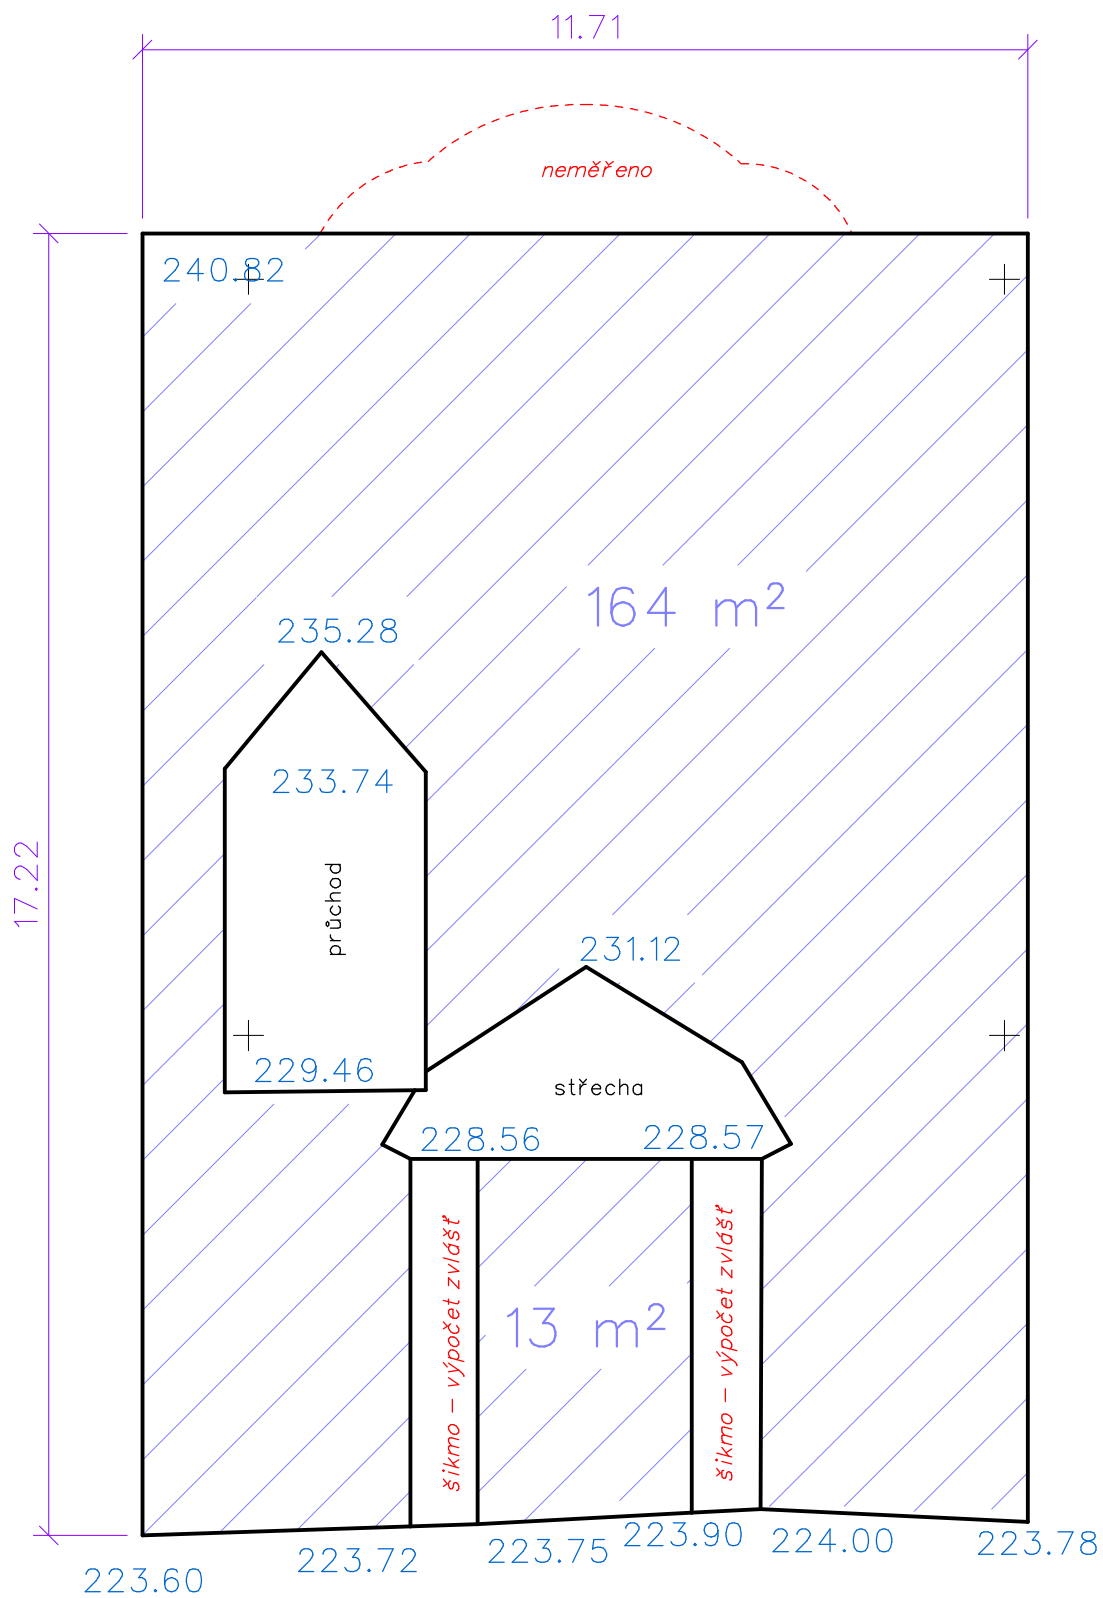 11.71
neměřeno
240.82
164 m²
235.28
233.74
17.22
průchod
231.12
229.46
střecha
228.56
228.57
šikmo – výpočet zvlášť
šikmo – výpočet zvlášť
13 m²
223.60
223.72
223.75
223.90
224.00
223.78